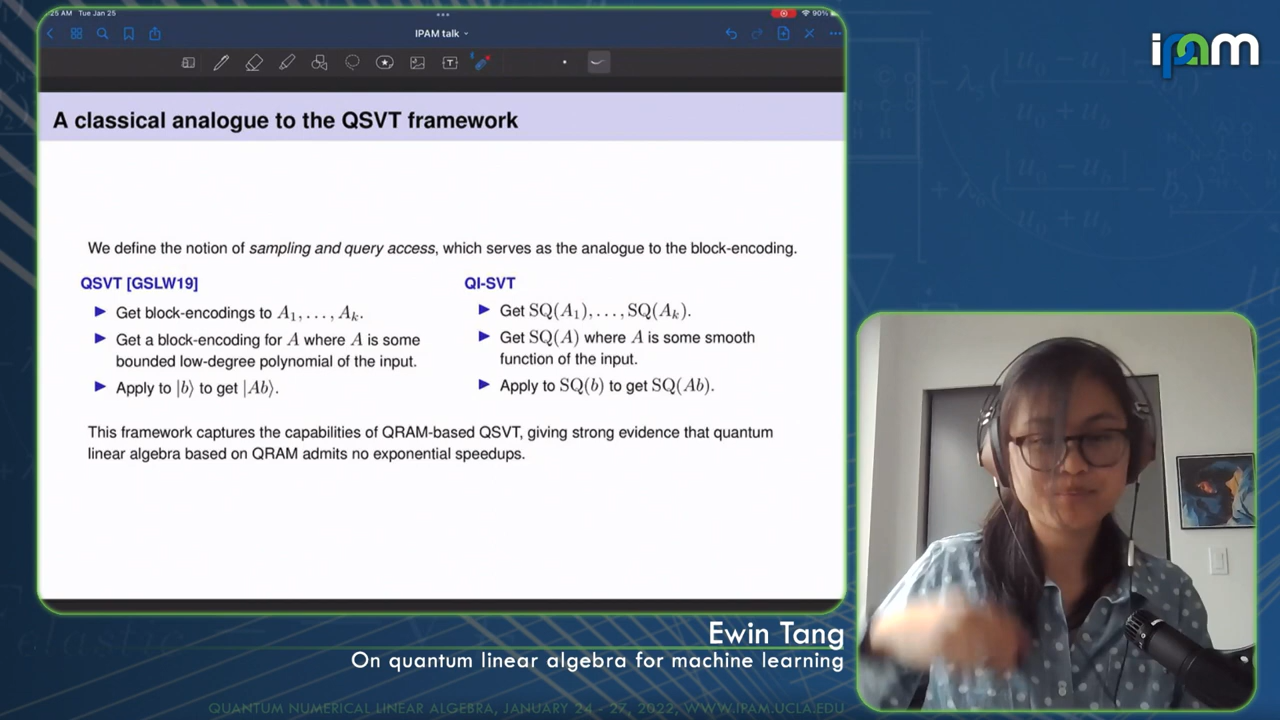 25 AM Tue Jan 25
90%
IPAM talk
A classical analogue to the QSVT framework
We define the notion of sampling and query access, which serves as the analogue to the block-encoding.
QSVT [GSLW19]
▶ Get block-encodings to A₁, . . . , Aₖ.
▶ Get a block-encoding for A where A is some
bounded low-degree polynomial of the input.
▶ Apply to |b⟩ to get |Ab⟩.
QI-SVT
▶ Get SQ(A₁), . . . , SQ(Aₖ).
▶ Get SQ(A) where A is some smooth
function of the input.
▶ Apply to SQ(b) to get SQ(Ab).
This framework captures the capabilities of QRAM-based QSVT, giving strong evidence that quantum
linear algebra based on QRAM admits no exponential speedups.
ipam
Ewin Tang
On quantum linear algebra for machine learning
QUANTUM NUMERICAL LINEAR ALGEBRA, JANUARY 24 - 27, 2022, WWW.IPAM.UCLA.EDU